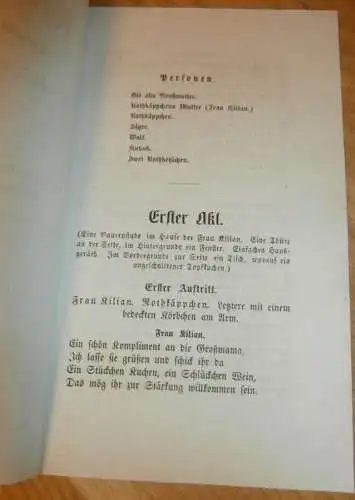 Personen.
Die alte Großmutter.
Rothkäppchens Mutter (Frau Kilian.)
Rothkäppchen.
Jäger.
Wolf.
Kukuk.
Zwei Rothkehlchen.
Erster Akt.
(Eine Bauernstube im Hause der Frau Kilian. Eine Thüre
an der Seite, im Hintergrunde ein Fenster. Einfaches Haus-
geräth. Im Vordergrunde zur Seite ein Tisch, worauf ein
angeschnittener Topfkuchen)
Erster Auftritt.
Frau Kilian. Rothkäppchen. Letztere mit einem
bedeckten Körbchen am Arm.
Frau Kilian.
Ein schön Kompliment an die Großmama,
Ich lasse sie grüßen und schick ihr da
Ein Stückchen Kuchen, ein Schlückchen Wein,
Das mög ihr zur Stärkung willkommen sein.